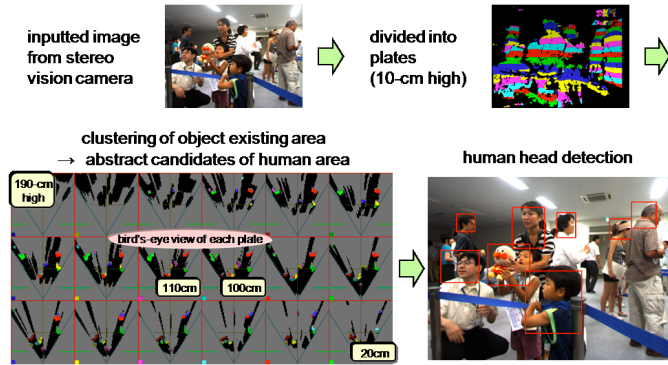 inputted image
from stereo
vision camera
divided into
plates
(10-cm high)
clustering of object existing area
→ abstract candidates of human area
human head detection
190-cm
high
bird's-eye view of each plate
110cm
100cm
20cm